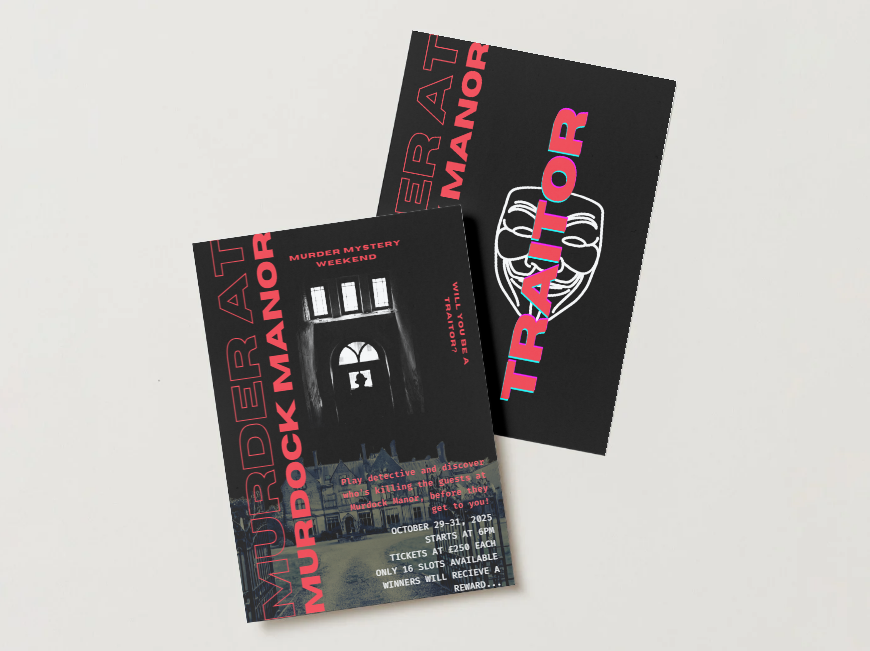 MURDER AT
MURDOCK MANOR
MURDER MYSTERY
WEEKEND
WILL YOU BE A
TRAITOR?
Play detective and discover
who's killing the guests at
Murdock Manor, before they
get to you!
OCTOBER 29-31, 2025
STARTS AT 6PM
TICKETS AT £250 EACH
ONLY 16 SLOTS AVAILABLE
WINNERS WILL RECIEVE A
REWARD...
ER AT
MANOR
TRAITOR